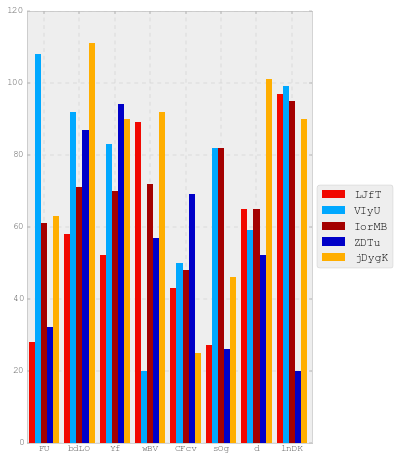 120
100
80
60
40
20
0
FU bdLO Yf wBV CFcv sOg d lnDK
LJfT
VIyU
IorMB
ZDTu
jDygK